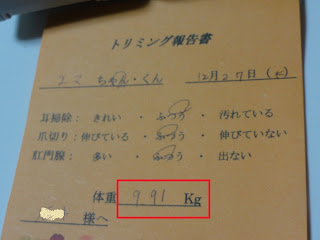 トリミング報告書
ココ ちゃん・くん 12月27日(火)
耳掃除: きれい ・ ふつう ・ 汚れている
爪切り: 伸びている ・ ふつう ・ 伸びていない
肛門腺: 多い ・ ふつう ・ 出ない
体重 9.91 Kg
様へ